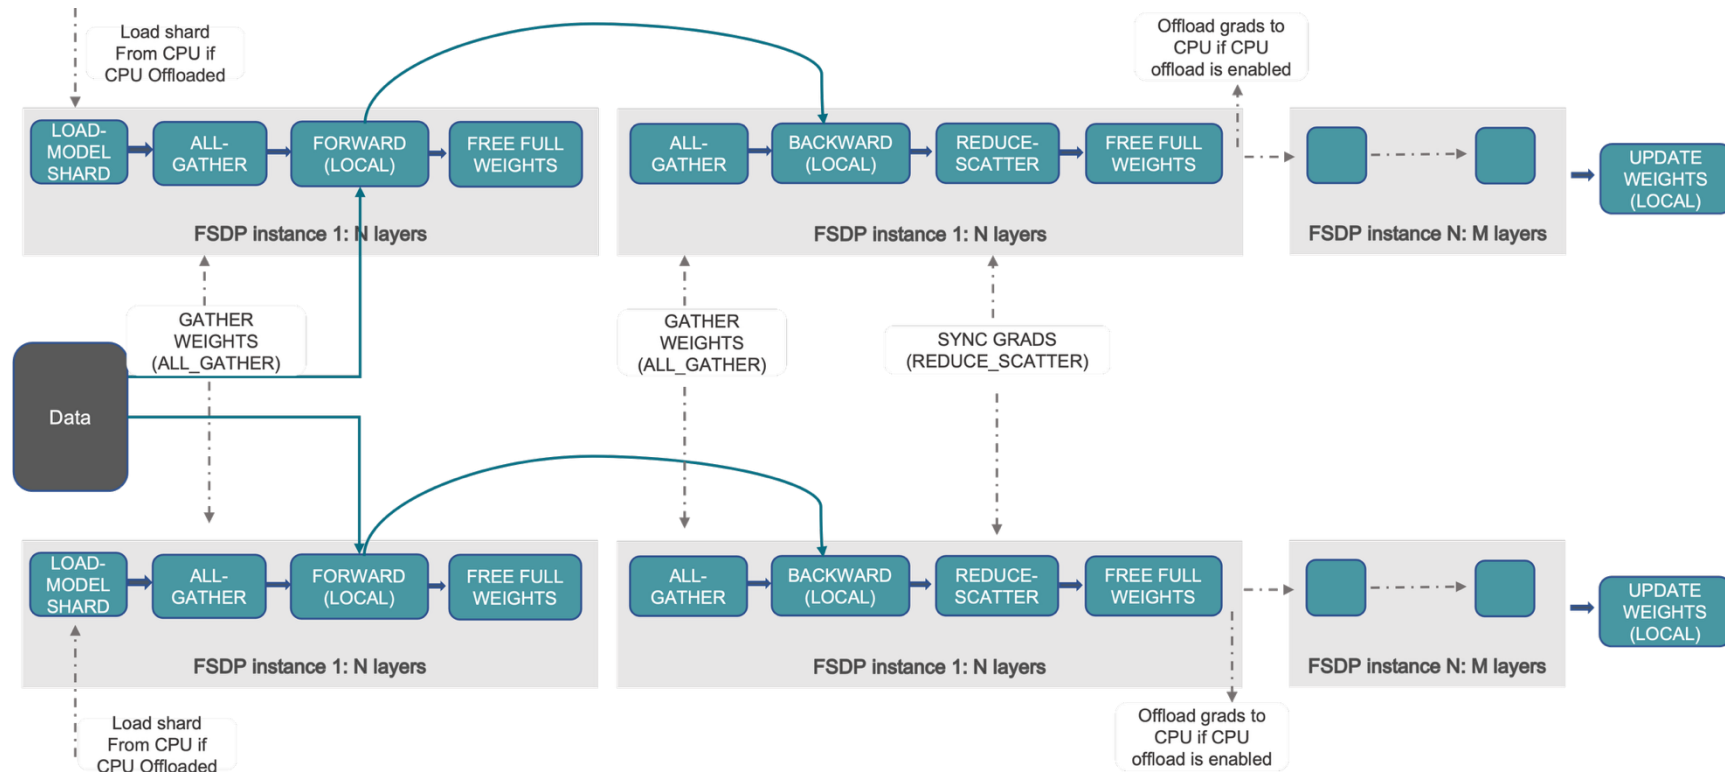 Load shard
From CPU if
CPU Offloaded
Offload grads to
CPU if CPU
offload is enabled
LOAD-
MODEL
SHARD
ALL-
GATHER
FORWARD
(LOCAL)
FREE FULL
WEIGHTS
FSDP instance 1: N layers
ALL-
GATHER
BACKWARD
(LOCAL)
REDUCE-
SCATTER
FREE FULL
WEIGHTS
FSDP instance 1: N layers
FSDP instance N: M layers
UPDATE
WEIGHTS
(LOCAL)
GATHER
WEIGHTS
(ALL_GATHER)
GATHER
WEIGHTS
(ALL_GATHER)
SYNC GRADS
(REDUCE_SCATTER)
Data
LOAD-
MODEL
SHARD
ALL-
GATHER
FORWARD
(LOCAL)
FREE FULL
WEIGHTS
FSDP instance 1: N layers
ALL-
GATHER
BACKWARD
(LOCAL)
REDUCE-
SCATTER
FREE FULL
WEIGHTS
FSDP instance 1: N layers
FSDP instance N: M layers
UPDATE
WEIGHTS
(LOCAL)
Load shard
From CPU if
CPU Offloaded
Offload grads to
CPU if CPU
offload is enabled